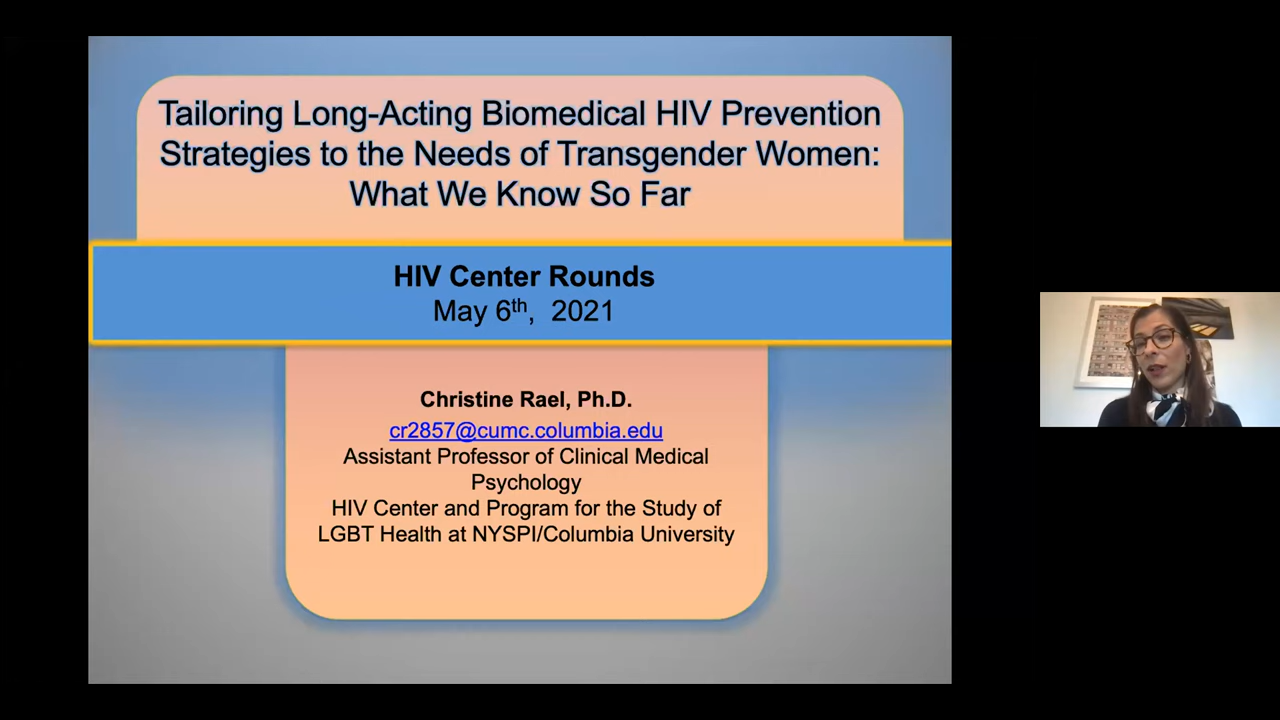 Tailoring Long-Acting Biomedical HIV Prevention
Strategies to the Needs of Transgender Women:
What We Know So Far
HIV Center Rounds
May 6th, 2021
Christine Rael, Ph.D.
cr2857@cumc.columbia.edu
Assistant Professor of Clinical Medical
Psychology
HIV Center and Program for the Study of
LGBT Health at NYSPI/Columbia University